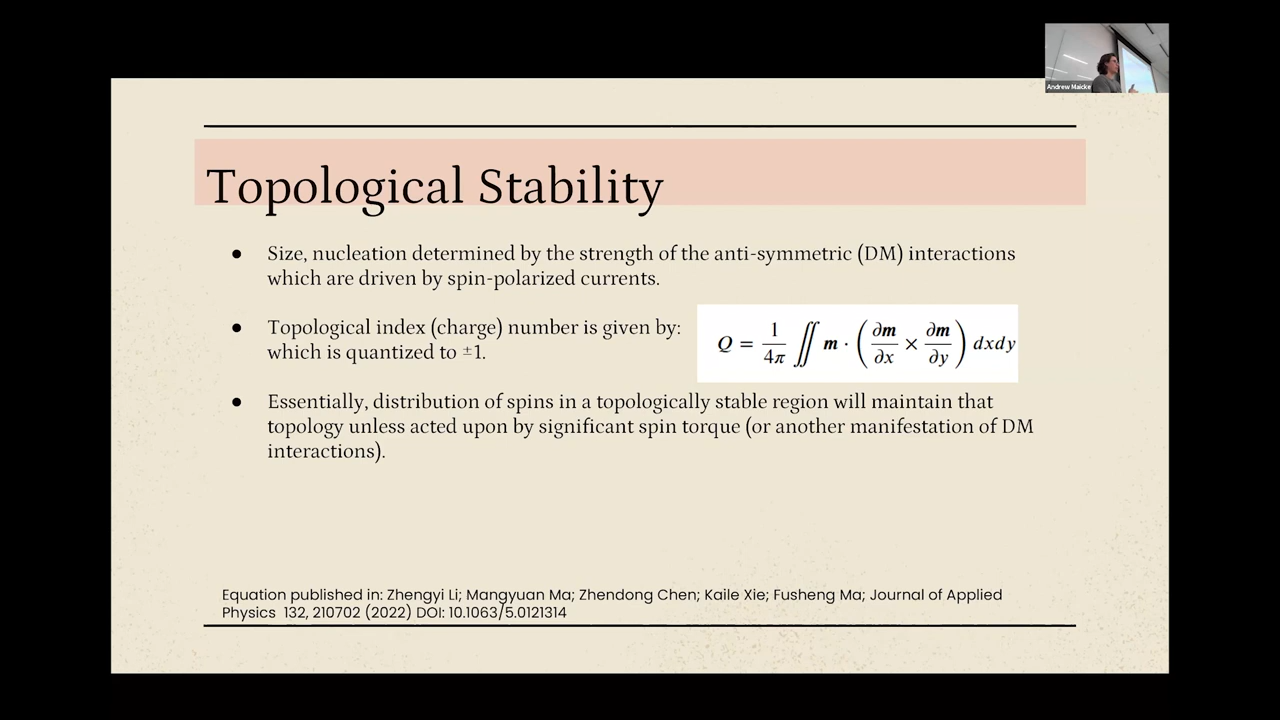 Andrew Maicke
Topological Stability
● Size, nucleation determined by the strength of the anti-symmetric (DM) interactions
which are driven by spin-polarized currents.
● Topological index (charge) number is given by:
which is quantized to ±1.
Q = 1/4π ∬ m · (∂m/∂x × ∂m/∂y) dxdy
● Essentially, distribution of spins in a topologically stable region will maintain that
topology unless acted upon by significant spin torque (or another manifestation of DM
interactions).
Equation published in: Zhengyi Li; Mangyuan Ma; Zhendong Chen; Kaile Xie; Fusheng Ma; Journal of Applied
Physics 132, 210702 (2022) DOI: 10.1063/5.0121314